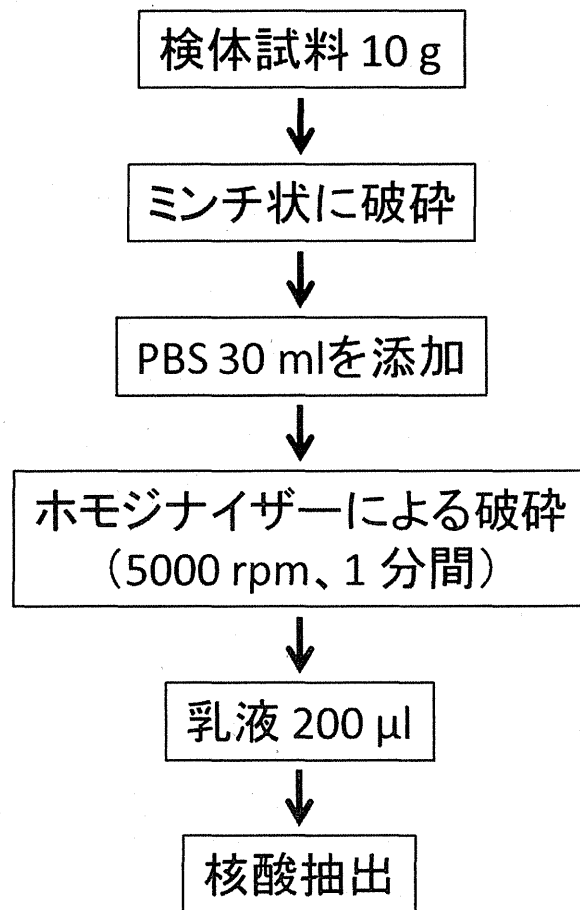 検体試料 10 g
ミンチ状に破砕
PBS 30 mlを添加
ホモジナイザーによる破砕
（5000 rpm、1 分間）
乳液 200 µl
核酸抽出